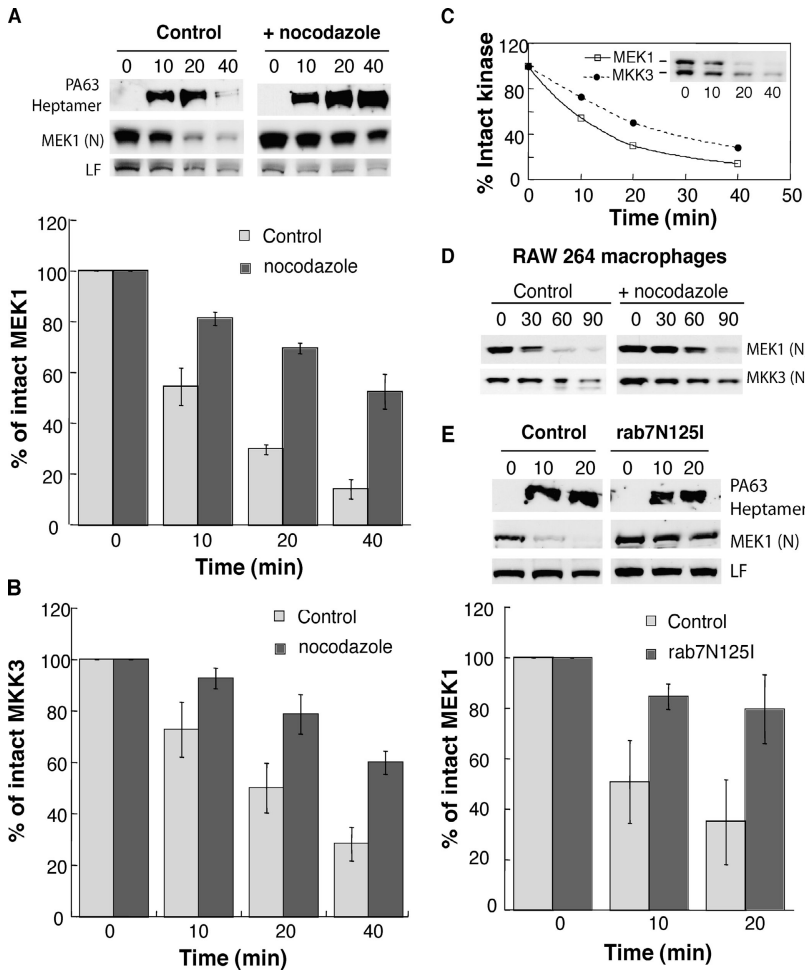 A
Control + nocodazole
0 10 20 40 0 10 20 40
PA63
Heptamer
MEK1 (N)
LF
120
100
80
60
40
20
0
% of intact MEK1
Control
nocodazole
0 10 20 40
Time (min)
B
120
100
80
60
40
20
0
% of intact MKK3
Control
nocodazole
0 10 20 40
Time (min)
C
120
80
40
0
% Intact kinase
MEK1
MKK3
0 10 20 40
0 10 20 30 40 50
Time (min)
D
RAW 264 macrophages
Control + nocodazole
0 30 60 90 0 30 60 90
MEK1 (N
MKK3 (N
E
Control rab7N125I
0 10 20 0 10 20
PA63
Heptamer
MEK1 (N)
LF
120
100
80
60
40
20
0
% of intact MEK1
Control
rab7N125I
0 10 20
Time (min)